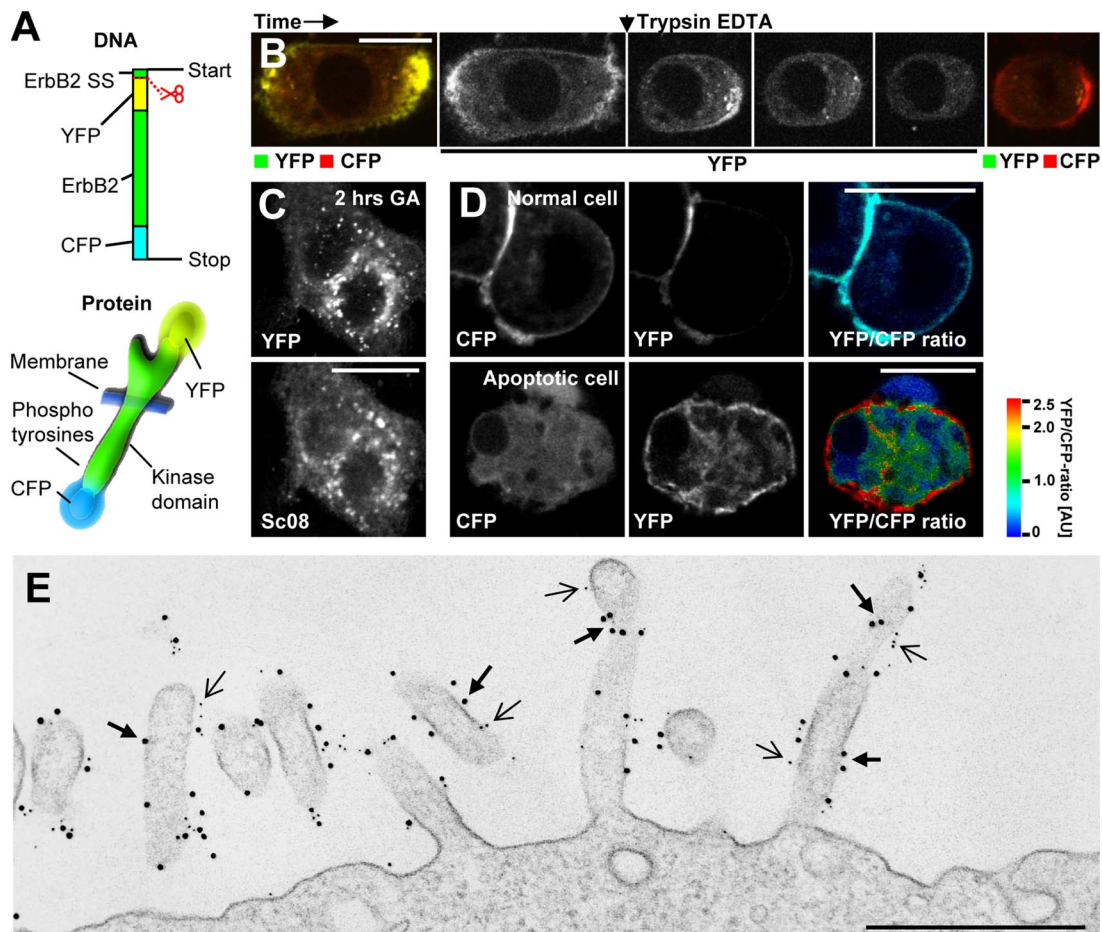 A
DNA
ErbB2 SS
Start
YFP
ErbB2
CFP
Stop
Protein
Membrane
YFP
Phospho
tyrosines
CFP
Kinase
domain
Time
Trypsin EDTA
B
YFP CFP
YFP
YFP CFP
C
2 hrs GA
YFP
Sc08
D
Normal cell
CFP
YFP
YFP/CFP ratio
Apoptotic cell
CFP
YFP
YFP/CFP ratio
2.5
2.0
1.0
0
YFP/CFP-ratio [AU]
E